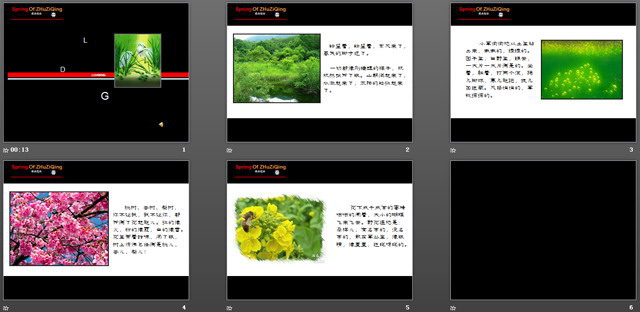 Spring Of ZHuZiQing
L
D
G
LOADING
00:13
1
Spring Of ZHuZiQing
盼望着，盼望着，东风来了，
春天的脚步近了。
一切都像刚睡醒的样子，欣
欣然张开了眼。山朗润起来了，
水涨起来了，太阳的脸红起来
了。
2
Spring Of ZHuZiQing
小草偷偷地从土里钻
出来，嫩嫩的，绿绿的。
园子里，田野里，瞧去，
一大片一大片满是的。坐
着，躺着，打两个滚，踢
几脚球，赛几趟跑，捉几
回迷藏。风轻悄悄的，草
软绵绵的。
3
Spring Of ZHuZiQing
桃树、杏树、梨树，
你不让我，我不让你，都
开满了花赶趟儿。红的像
火，粉的像霞，白的像雪。
花里带着甜味，闭了眼，
树上仿佛已经满是桃儿、
杏儿、梨儿！
4
Spring Of ZHuZiQing
花下成千成百的蜜蜂
嗡嗡的闹着，大小的蝴蝶
飞来飞去。野花遍地是：
杂样儿，有名字的，没名
字的，散在草丛里，像眼
睛，像星星，还眨呀眨的。
5
6